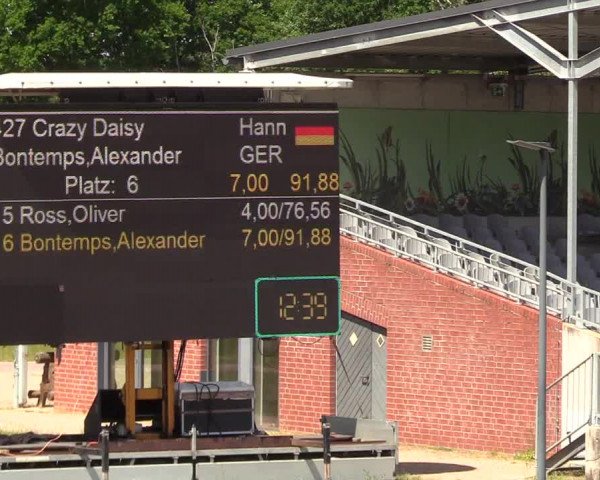 427 Crazy Daisy Hann
Bontemps,Alexander GER
Platz: 6 7,00 91,88
5 Ross,Oliver 4,00/76,56
6 Bontemps,Alexander 7,00/91,88
12:39